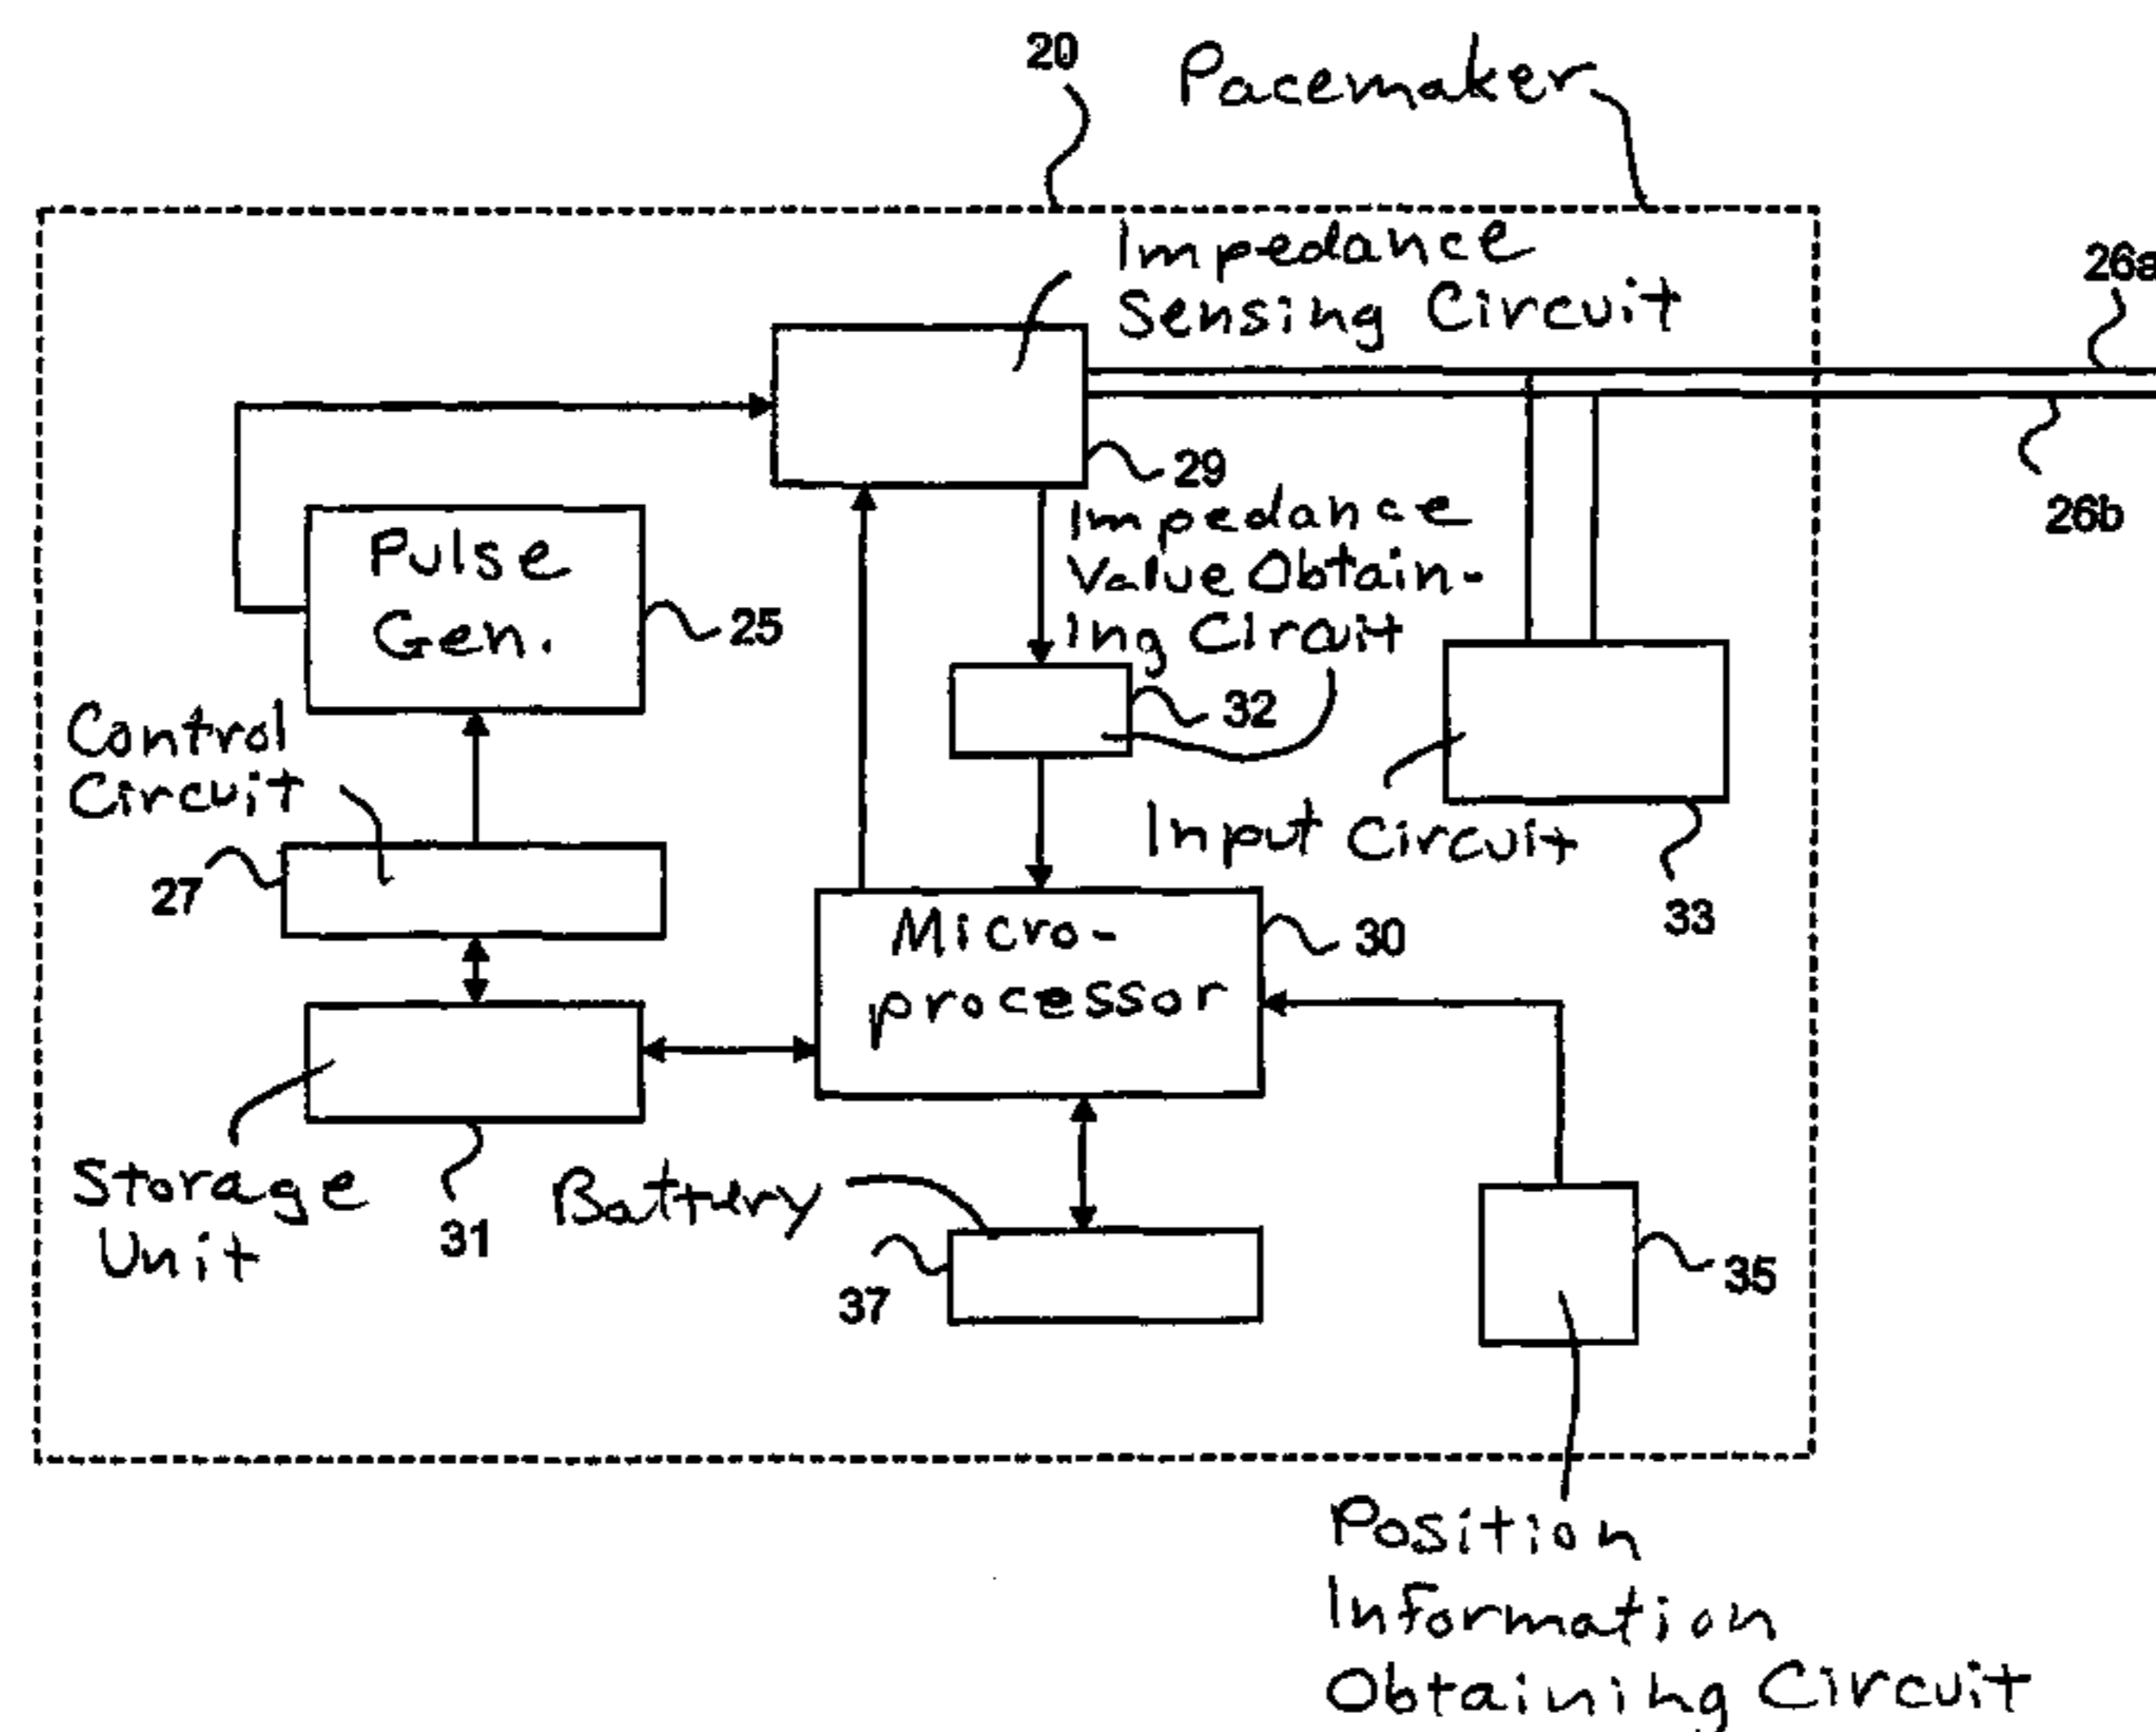 20
Pacemaker
Impedance
Sensing Circuit
26a
29
26b
Impedance
Value Obtain-
ing Circuit
Pulse
Gen.
25
32
Control
Circuit
27
Input Circuit
33
Micro-
processor
30
Storage
Unit
31
Battery
37
35
Position
Information
Obtaining Circuit